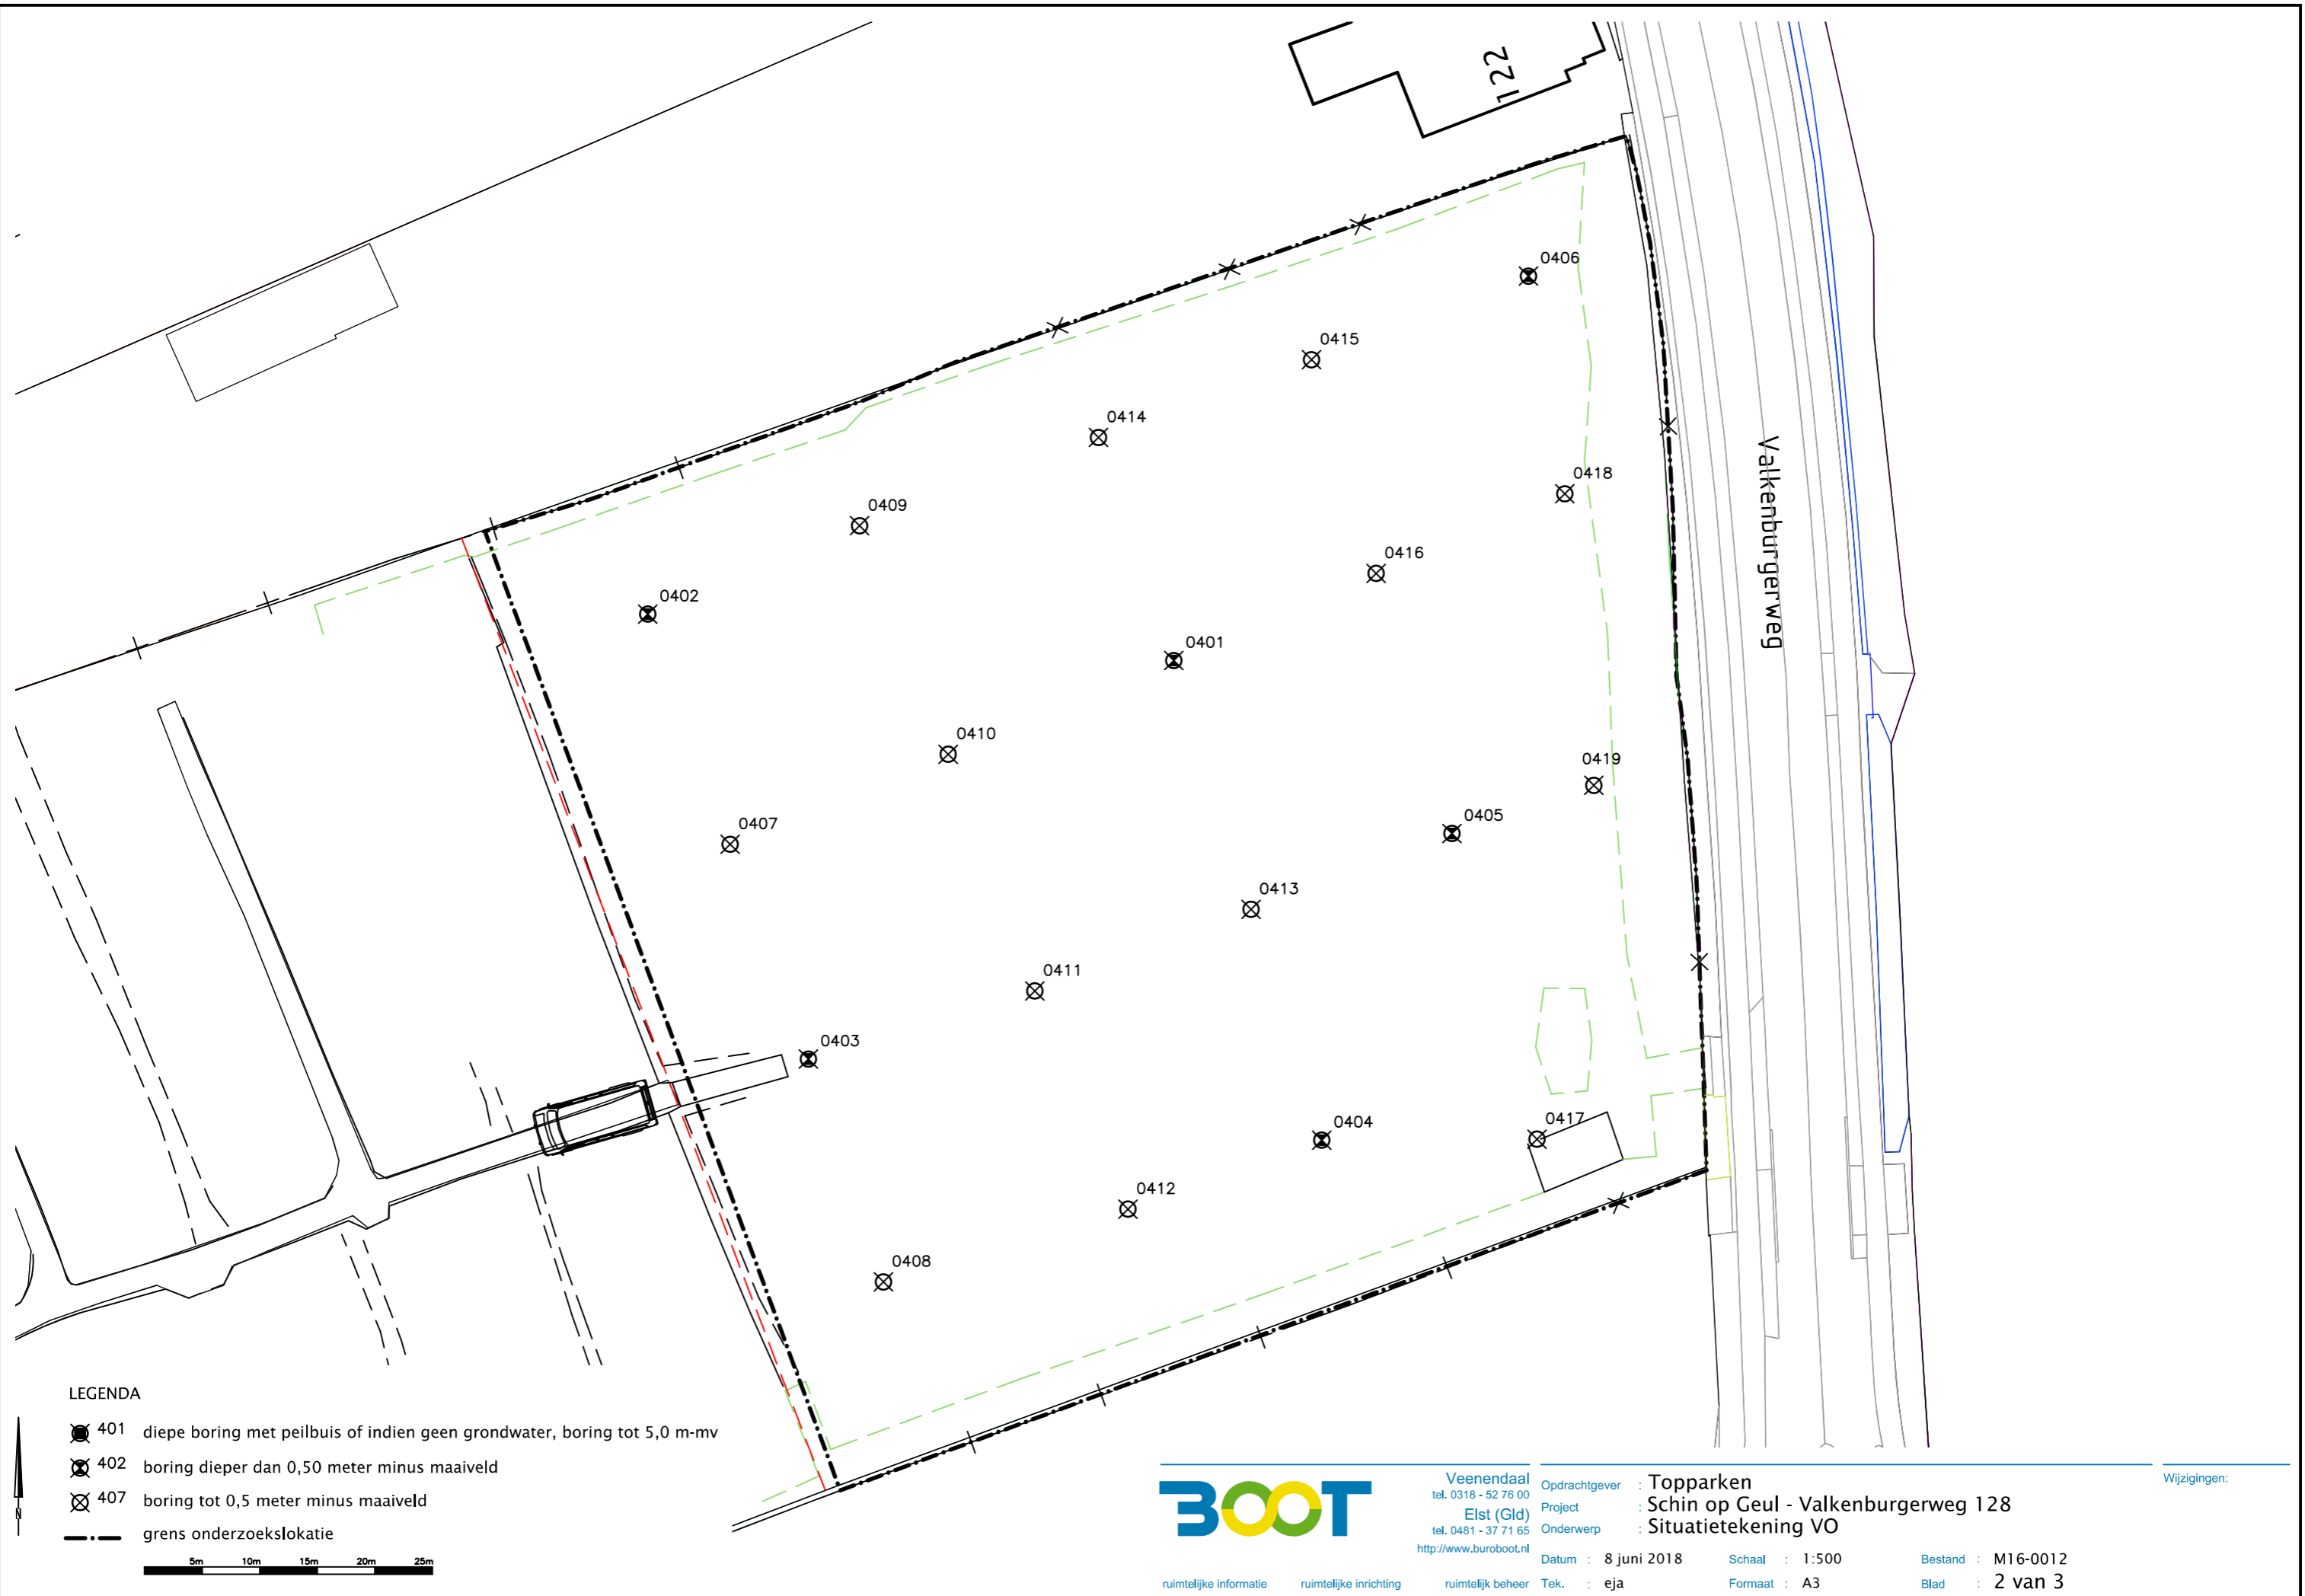 122
0406
0415
0414
0418
0409
Valkenburgerweg
0416
0402
0401
0410
0419
0407
0405
0413
0411
0403
0404
0417
0412
0408
LEGENDA
401 diepe boring met peilbuis of indien geen grondwater, boring tot 5,0 m-mv
402 boring dieper dan 0,50 meter minus maaiveld
407 boring tot 0,5 meter minus maaiveld
grens onderzoekslokatie
N
5m 10m 15m 20m 25m
BOOT
ruimtelijke informatie ruimtelijke inrichting ruimtelijk beheer
Veenendaal
tel. 0318 - 52 76 00
Elst (Gld)
tel. 0481 - 37 71 65
http://www.buroboot.nl
Opdrachtgever : Topparken
Project : Schin op Geul - Valkenburgerweg 128
Onderwerp : Situatietekening VO
Datum : 8 juni 2018 Schaal : 1:500 Bestand : M16-0012
Tek. : eja Formaat : A3 Blad : 2 van 3
Wijzigingen: